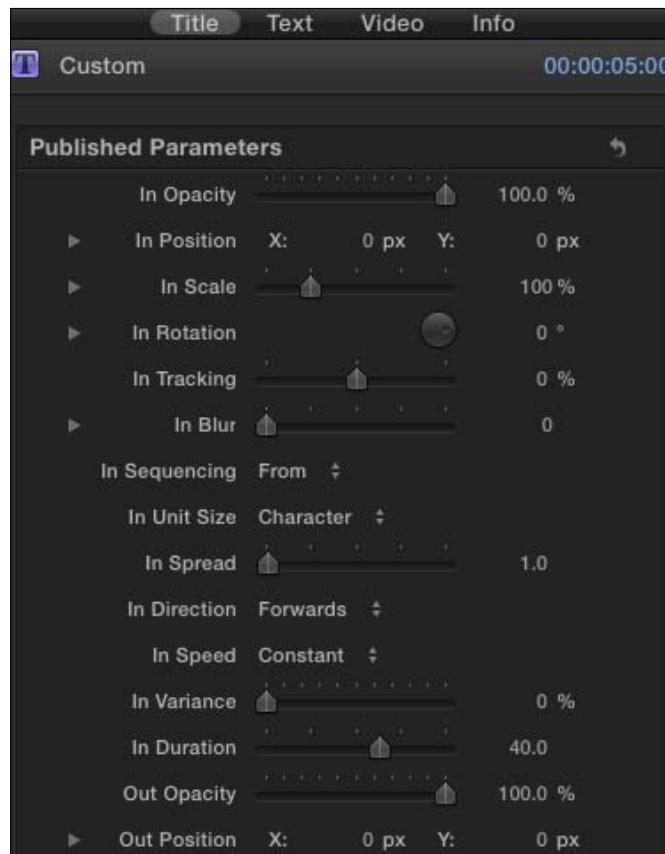 Title Text Video Info
T Custom 00:00:05:00
Published Parameters
In Opacity 100.0 %
In Position X: 0 px Y: 0 px
In Scale 100 %
In Rotation 0 °
In Tracking 0 %
In Blur 0
In Sequencing From
In Unit Size Character
In Spread 1.0
In Direction Forwards
In Speed Constant
In Variance 0 %
In Duration 40.0
Out Opacity 100.0 %
Out Position X: 0 px Y: 0 px